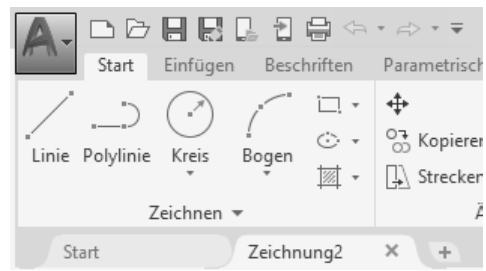 A
Start Einfügen Beschriften Parametrisch
Kopieren
Linie Polylinie Kreis Bogen
Strecken
Zeichnen
Start Zeichnung2